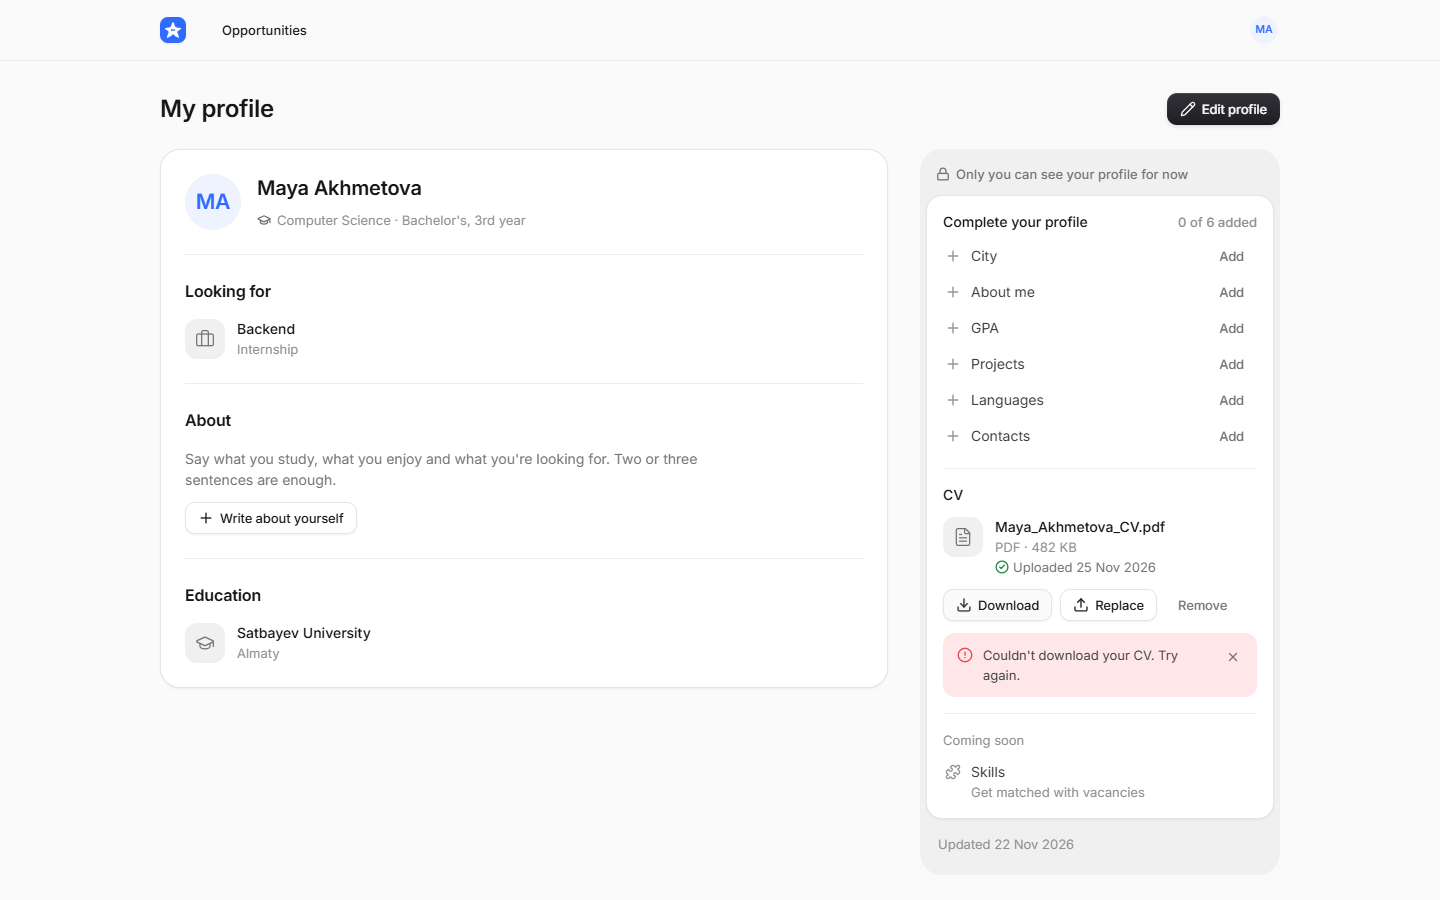 Opportunities
MA
My profile
Edit profile
MA
Maya Akhmetova
Computer Science · Bachelor's, 3rd year
Looking for
Backend
Internship
About
Say what you study, what you enjoy and what you're looking for. Two or three
sentences are enough.
Write about yourself
Education
Satbayev University
Almaty
Only you can see your profile for now
Complete your profile 0 of 6 added
City Add
About me Add
GPA Add
Projects Add
Languages Add
Contacts Add
CV
Maya_Akhmetova_CV.pdf
PDF · 482 KB
Uploaded 25 Nov 2026
Download Replace Remove
Couldn't download your CV. Try
again.
Coming soon
Skills
Get matched with vacancies
Updated 22 Nov 2026